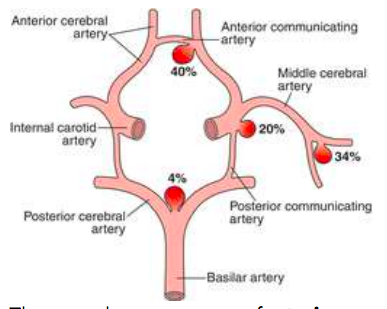 Anterior cerebral
artery
Anterior communicating
artery
40%
Middle cerebral
artery
Internal carotid
artery
20%
34%
4%
Posterior cerebral
artery
Posterior communicating
artery
Basilar artery